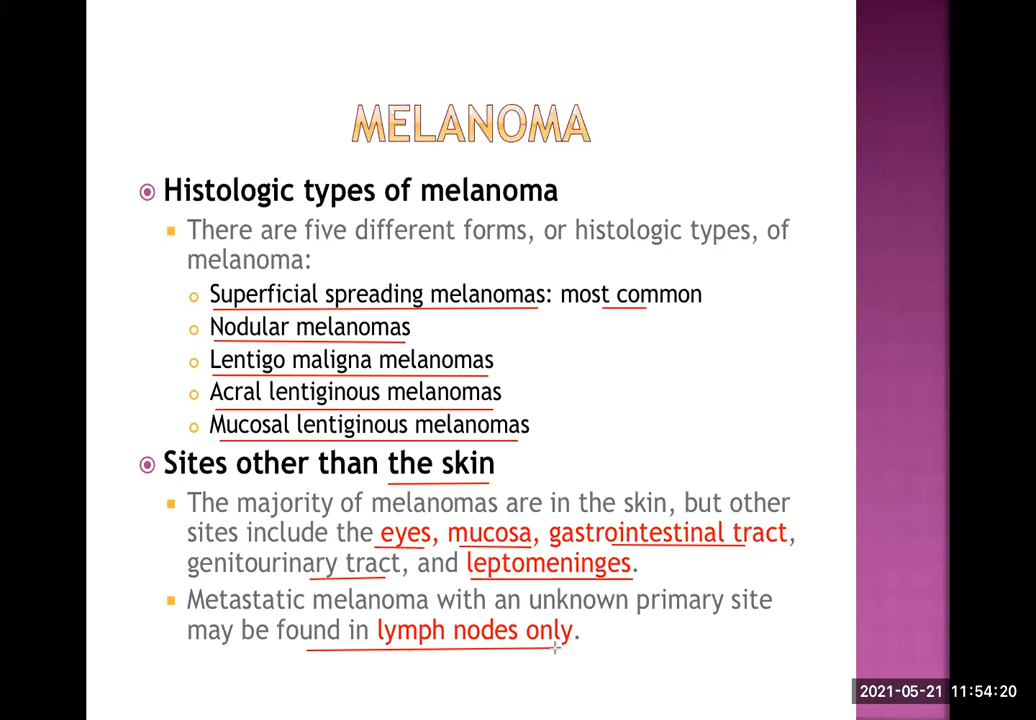 MELANOMA
Histologic types of melanoma
There are five different forms, or histologic types, of
melanoma:
Superficial spreading melanomas: most common
Nodular melanomas
Lentigo maligna melanomas
Acral lentiginous melanomas
Mucosal lentiginous melanomas
Sites other than the skin
The majority of melanomas are in the skin, but other
sites include the eyes, mucosa, gastrointestinal tract,
genitourinary tract, and leptomeninges.
Metastatic melanoma with an unknown primary site
may be found in lymph nodes only.
2021-05-21 11:54:20